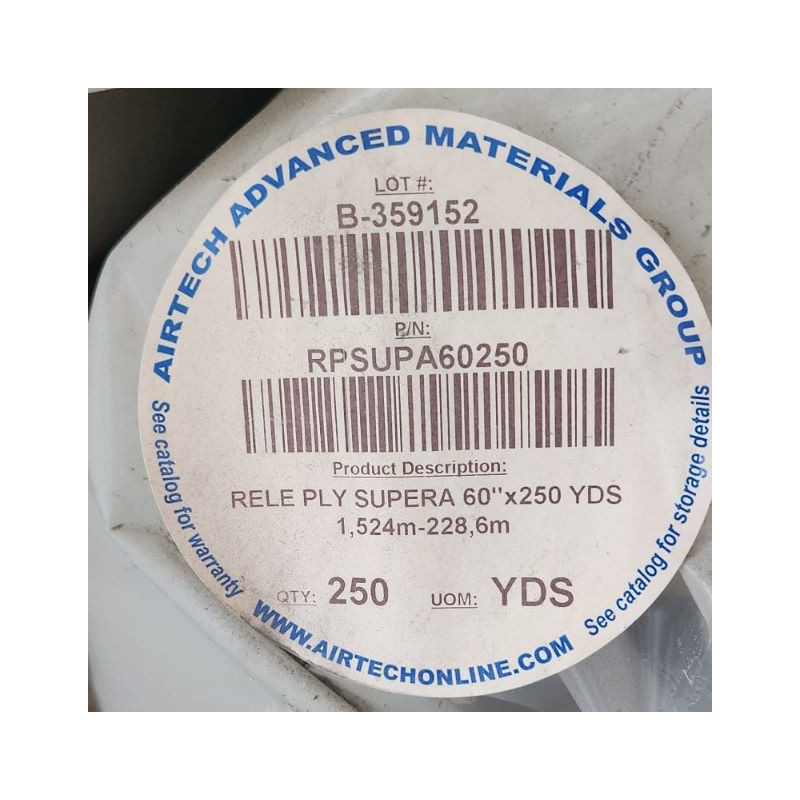 AIRTECH ADVANCED MATERIALS GROUP
LOT #:
B-359152
P/N:
RPSUPA60250
Product Description:
RELE PLY SUPERA 60"x250 YDS
1,524m-228,6m
QTY: 250 UOM: YDS
See catalog for warranty
WWW.AIRTECHONLINE.COM
See catalog for storage details